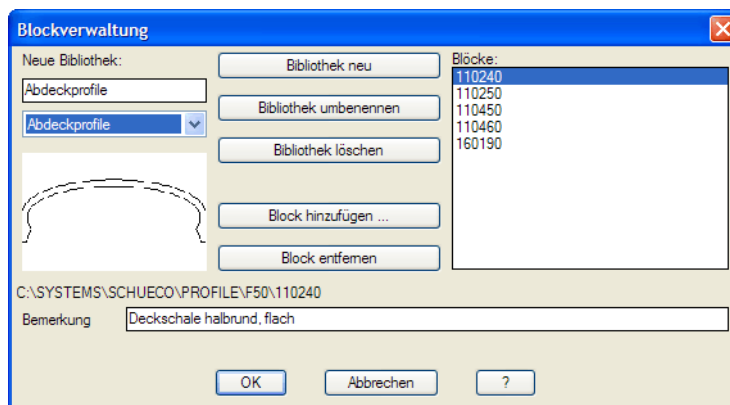 Blockverwaltung
Neue Bibliothek:
Abdeckprofile
Abdeckprofile
Bibliothek neu
Bibliothek umbenennen
Bibliothek löschen
Block hinzufügen ...
Block entfernen
Blöcke:
110240
110250
110450
110460
160190
C:\SYSTEMS\SCHUECO\PROFILE\F50\110240
Bemerkung
Deckschale halbrund, flach
OK
Abbrechen
?